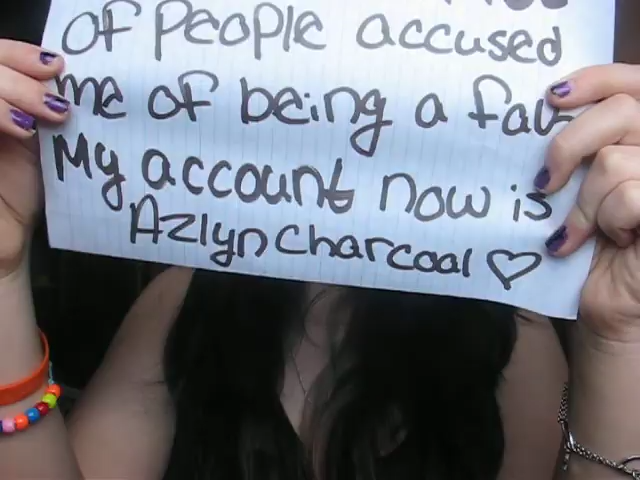 of People accused
me of being a
My account now is
Azlyncharcoal ♡